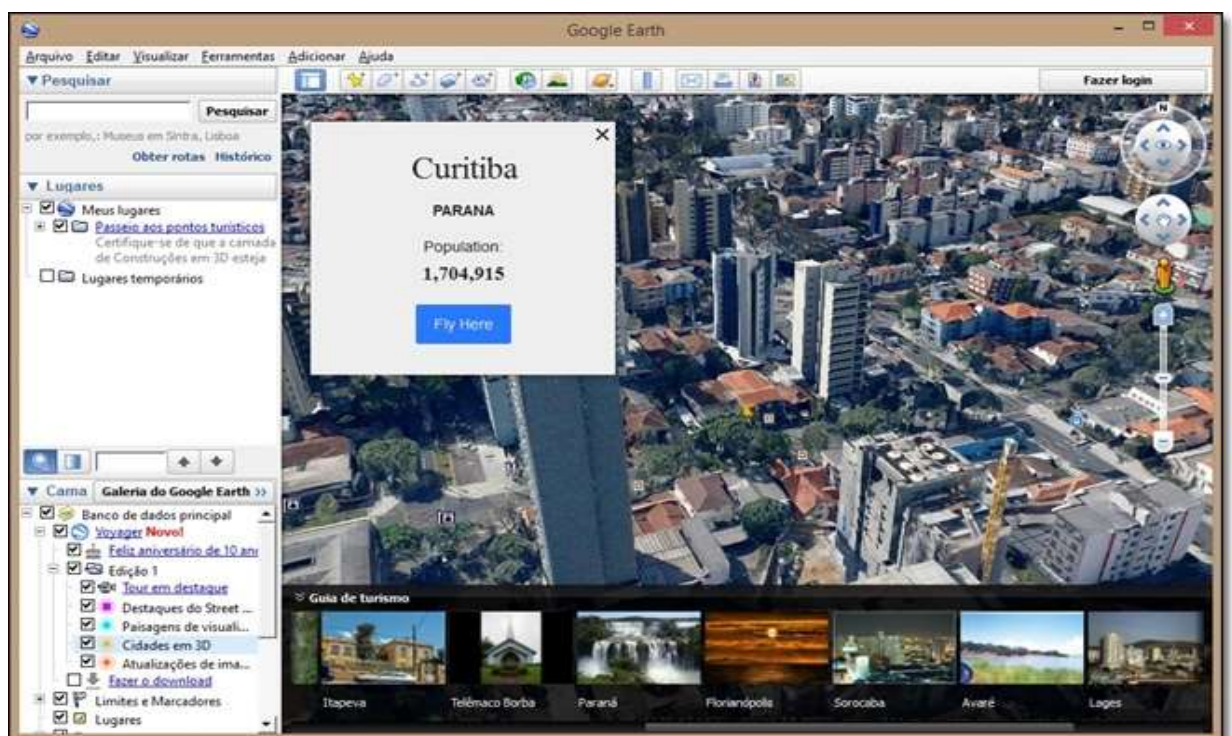 Google Earth
Arquivo Editar Visualizar Ferramentas Adicionar Ajuda
Pesquisar
Fazer login
Pesquisar
por exemplo,: Museus em Sintra, Lisboa
Obter rotas Histórico
Lugares
Meus lugares
Passeio aos pontos turísticos
Certifique-se de que a camada
de Construções em 3D esteja
Lugares temporários
N
Curitiba
PARANA
Population:
1,704,915
Fly Here
Cama Galeria do Google Earth >>
Banco de dados principal
Voyager Novo!
Feliz aniversário de 10 ano
Edição 1
Tour em destaque
Destaques do Street ...
Paisagens de visuali...
Cidades em 3D
Atualizações de ima...
Fazer o download
Limites e Marcadores
Lugares
Guia de turismo
Itapeva Telêmaco Borba Paraná Florianópolis Sorocaba Avaré Lages